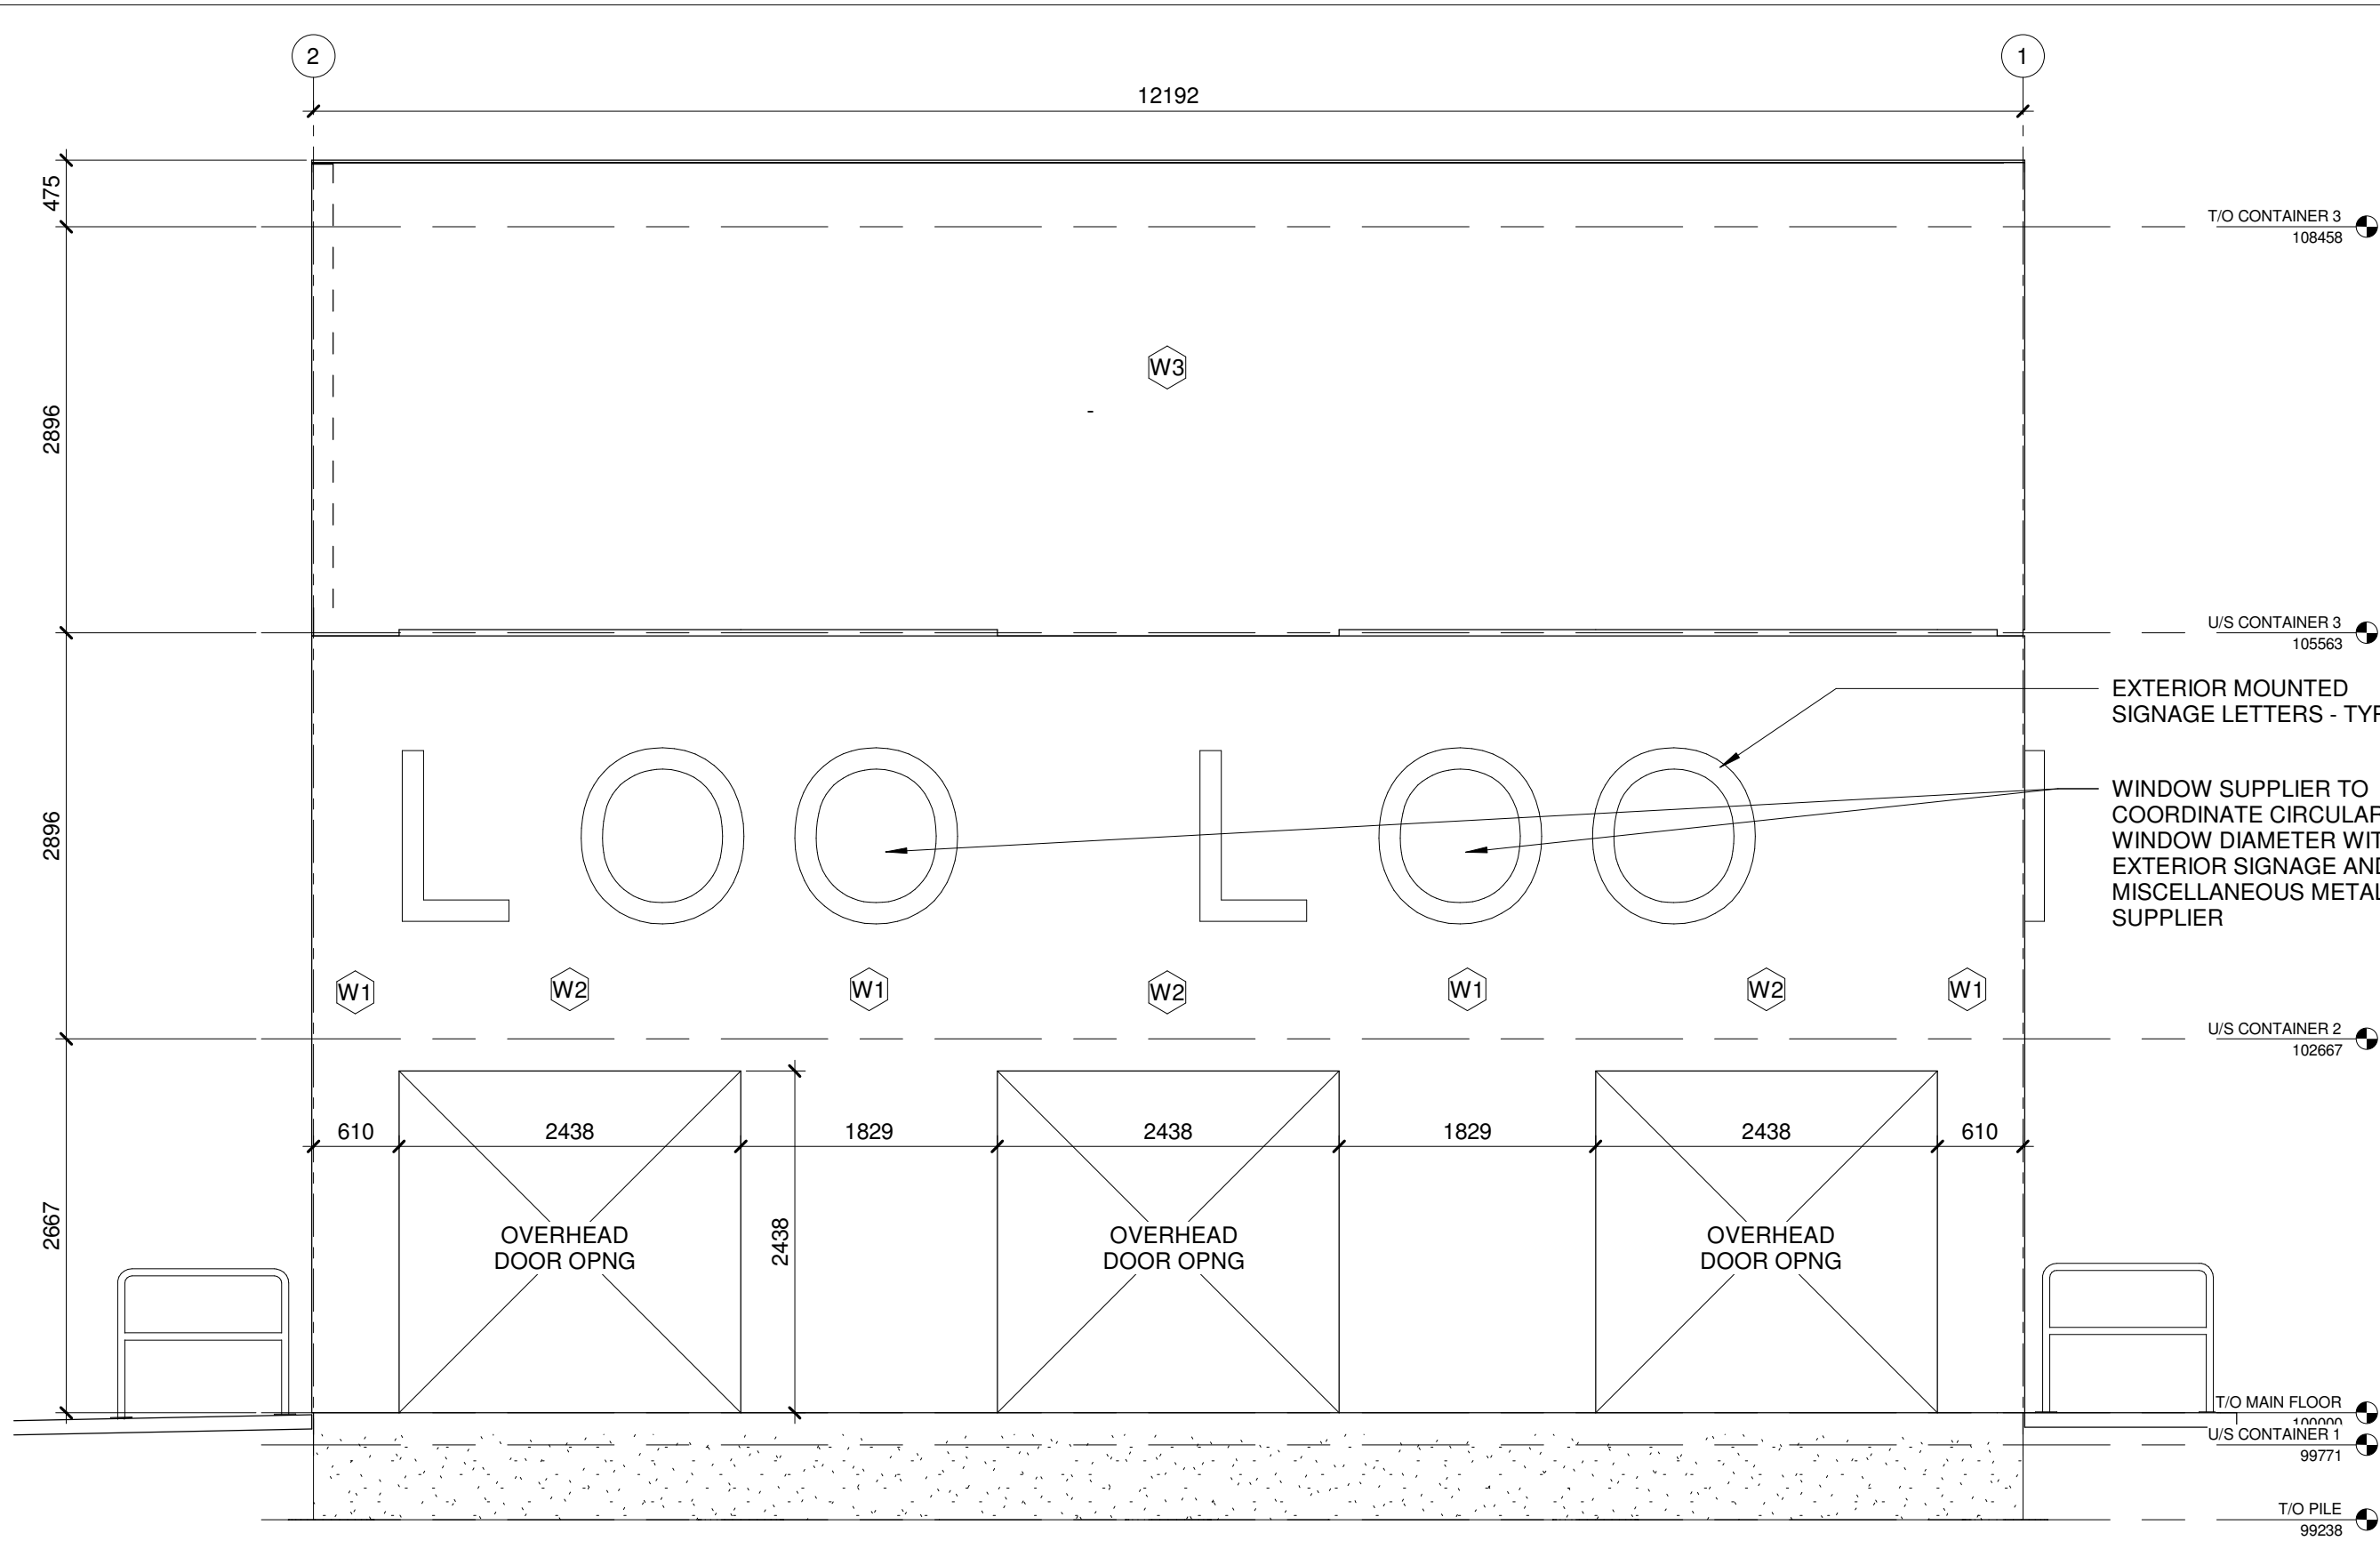 2
1
12192
475
T/O CONTAINER 3
108458
W3
-
2896
U/S CONTAINER 3
105563
EXTERIOR MOUNTED
SIGNAGE LETTERS - TYP
WINDOW SUPPLIER TO
COORDINATE CIRCULAR
WINDOW DIAMETER WIT
EXTERIOR SIGNAGE AND
MISCELLANEOUS METAL
SUPPLIER
2896
L O O L O O I
W1 W2 W1 W2 W1 W2 W1
U/S CONTAINER 2
102667
610 2438 1829 2438 1829 2438 610
2667
2438
OVERHEAD
DOOR OPNG
OVERHEAD
DOOR OPNG
OVERHEAD
DOOR OPNG
T/O MAIN FLOOR
100000
U/S CONTAINER 1
99771
T/O PILE
99238